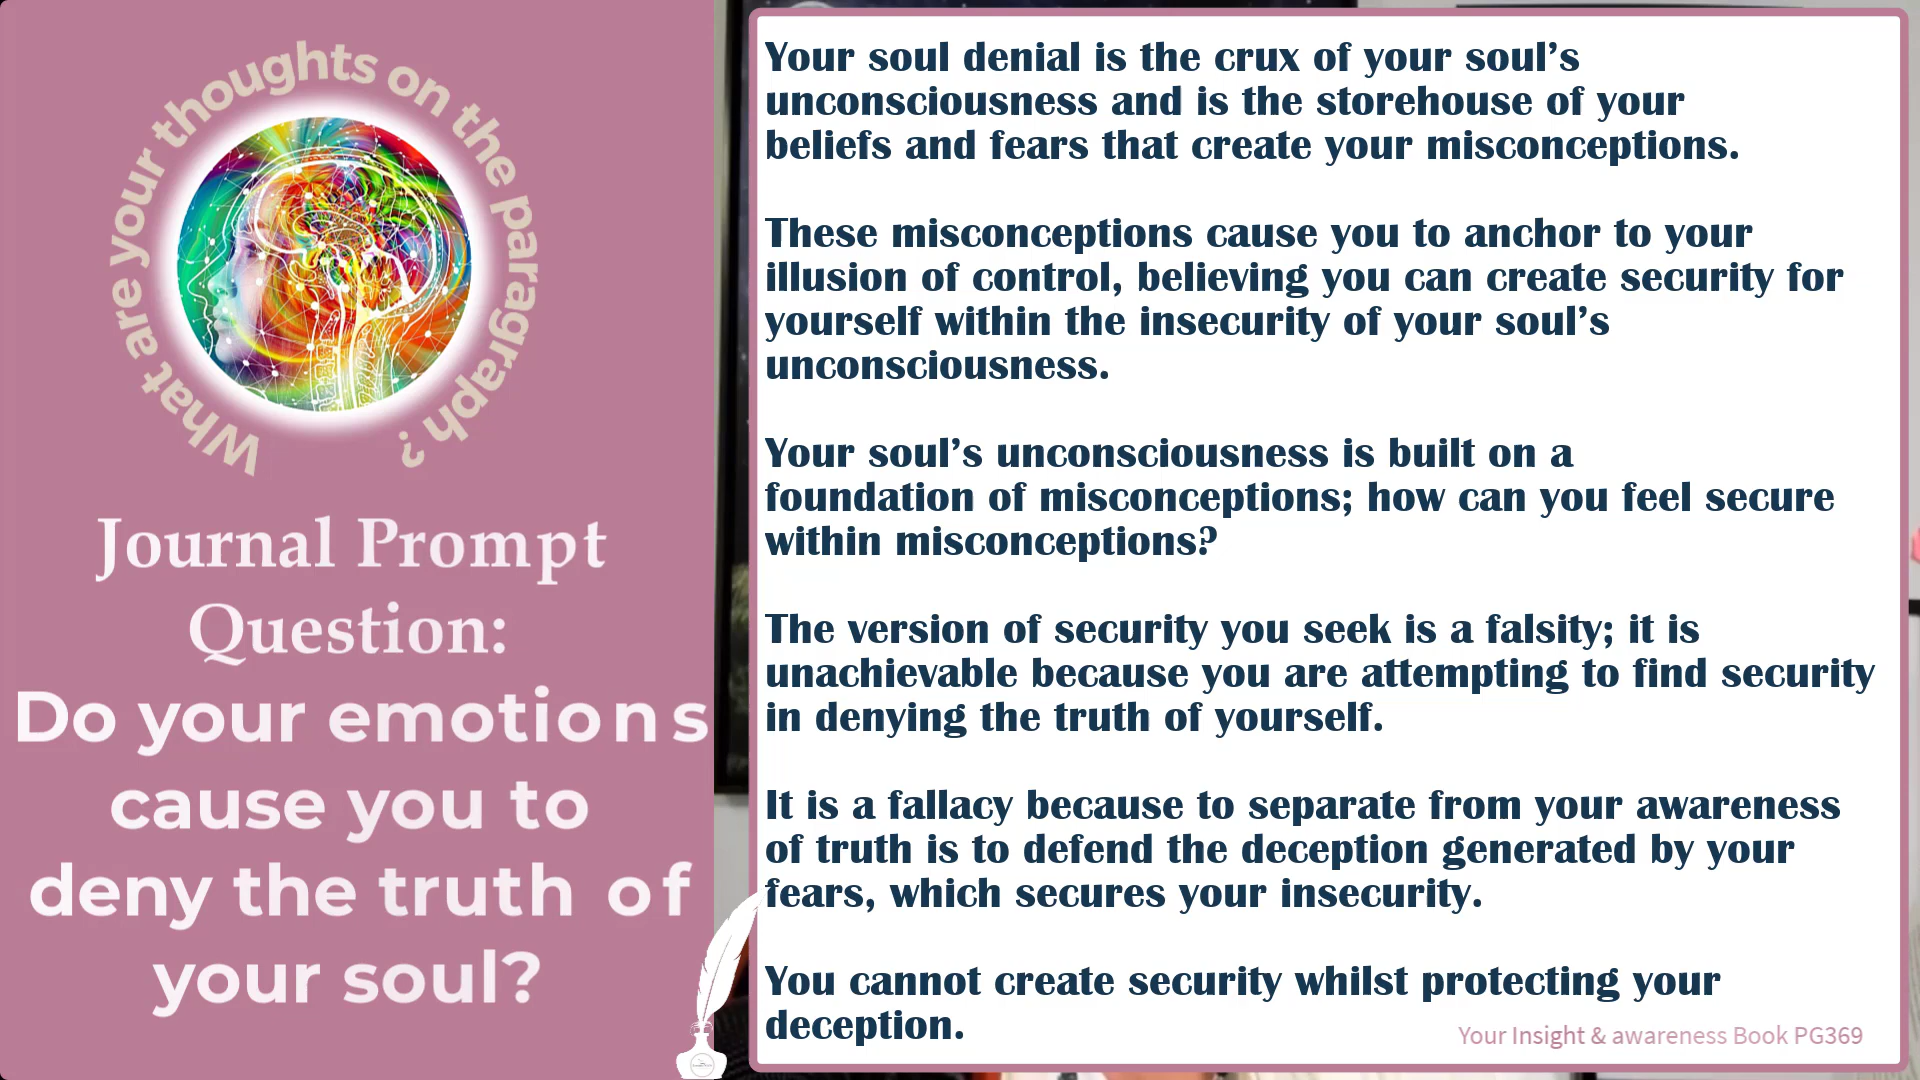 What are your thoughts on the paragraph?
Journal Prompt
Question:
Do your emotions
cause you to
deny the truth of
your soul?
Your soul denial is the crux of your soul’s
unconsciousness and is the storehouse of your
beliefs and fears that create your misconceptions.
These misconceptions cause you to anchor to your
illusion of control, believing you can create security for
yourself within the insecurity of your soul’s
unconsciousness.
Your soul’s unconsciousness is built on a
foundation of misconceptions; how can you feel secure
within misconceptions?
The version of security you seek is a falsity; it is
unachievable because you are attempting to find security
in denying the truth of yourself.
It is a fallacy because to separate from your awareness
of truth is to defend the deception generated by your
fears, which secures your insecurity.
You cannot create security whilst protecting your
deception.
Your Insight & awareness Book PG369